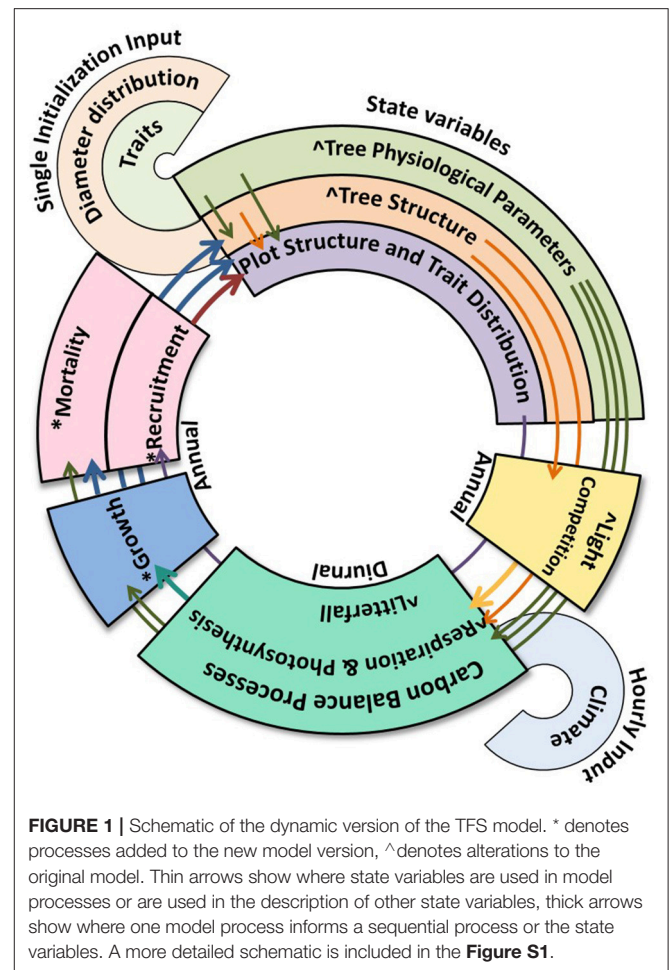 Single Initialization Input
Diameter distribution
Traits
State variables
^Tree Physiological Parameters
^Tree Structure
Plot Structure and Trait Distribution
*Mortality
*Recruitment
Annual
*Growth
Annual
^Light
Competition
Diurnal
^Litterfall
^Respiration & Photosynthesis
Carbon Balance Processes
Climate
Hourly Input
FIGURE 1 | Schematic of the dynamic version of the TFS model. * denotes
processes added to the new model version, ^denotes alterations to the
original model. Thin arrows show where state variables are used in model
processes or are used in the description of other state variables, thick arrows
show where one model process informs a sequential process or the state
variables. A more detailed schematic is included in the Figure S1.